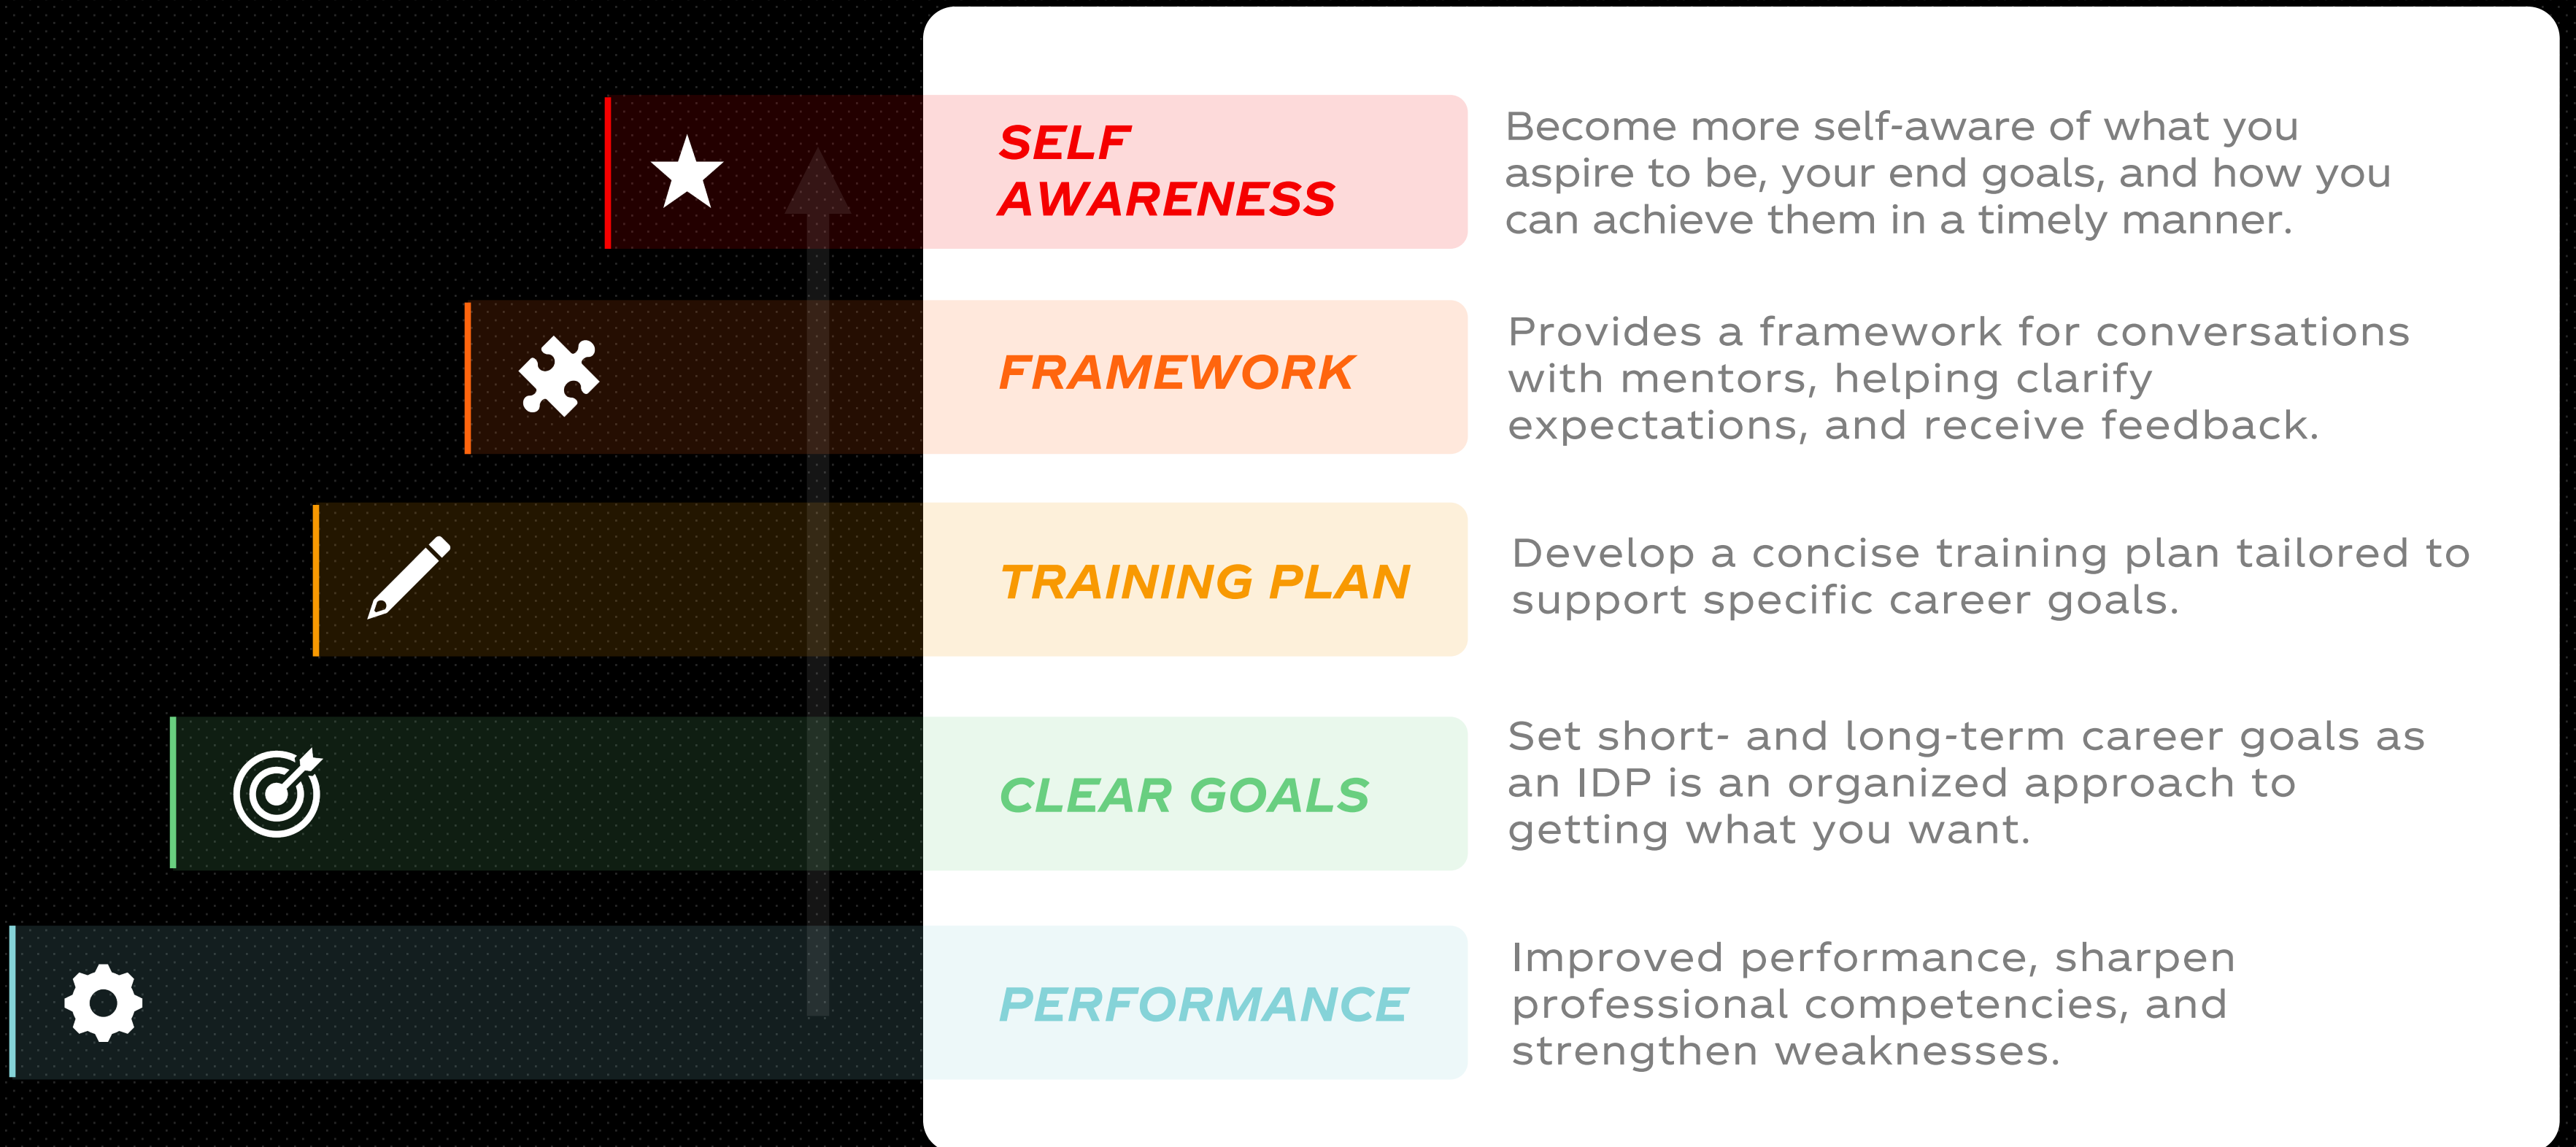 SELF
AWARENESS
Become more self-aware of what you
aspire to be, your end goals, and how you
can achieve them in a timely manner.
FRAMEWORK
Provides a framework for conversations
with mentors, helping clarify
expectations, and receive feedback.
TRAINING PLAN
Develop a concise training plan tailored to
support specific career goals.
CLEAR GOALS
Set short- and long-term career goals as
an IDP is an organized approach to
getting what you want.
PERFORMANCE
Improved performance, sharpen
professional competencies, and
strengthen weaknesses.